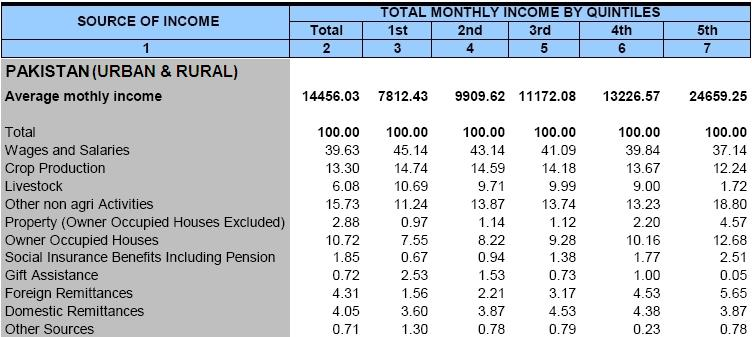 SOURCE OF INCOME TOTAL MONTHLY INCOME BY QUINTILES
Total 1st 2nd 3rd 4th 5th
1 2 3 4 5 6 7
PAKISTAN (URBAN & RURAL)
Average mothly income 14456.03 7812.43 9909.62 11172.08 13226.57 24659.25
Total 100.00 100.00 100.00 100.00 100.00 100.00
Wages and Salaries 39.63 45.14 43.14 41.09 39.84 37.14
Crop Production 13.30 14.74 14.59 14.18 13.67 12.24
Livestock 6.08 10.69 9.71 9.99 9.00 1.72
Other non agri Activities 15.73 11.24 13.87 13.74 13.23 18.80
Property (Owner Occupied Houses Excluded) 2.88 0.97 1.14 1.12 2.20 4.57
Owner Occupied Houses 10.72 7.55 8.22 9.28 10.16 12.68
Social Insurance Benefits Including Pension 1.85 0.67 0.94 1.38 1.77 2.51
Gift Assistance 0.72 2.53 1.53 0.73 1.00 0.05
Foreign Remittances 4.31 1.56 2.21 3.17 4.53 5.65
Domestic Remittances 4.05 3.60 3.87 4.53 4.38 3.87
Other Sources 0.71 1.30 0.78 0.79 0.23 0.78